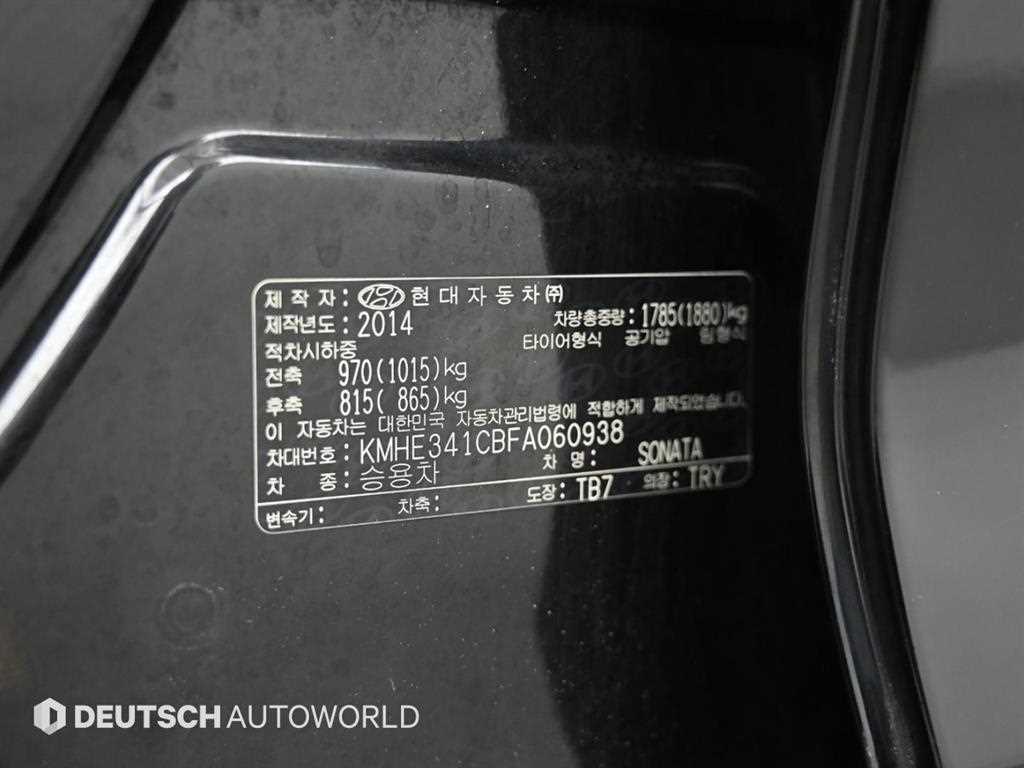 제 작 자: 현대자동차㈜
제작년도: 2014 차량총중량: 1785(1880)kg
적차시하중 타이어형식 공기압 림형식
전축 970(1015)kg
후축 815( 865)kg
이 자동차는 대한민국 자동차관리법령에 적합하게 제작되었습니다.
차대번호: KMHE341CBFA060938
차 종: 승용차 차 명: SONATA
변속기: 차축: 도장: TB7 의장: TRY
DEUTSCH AUTOWORLD